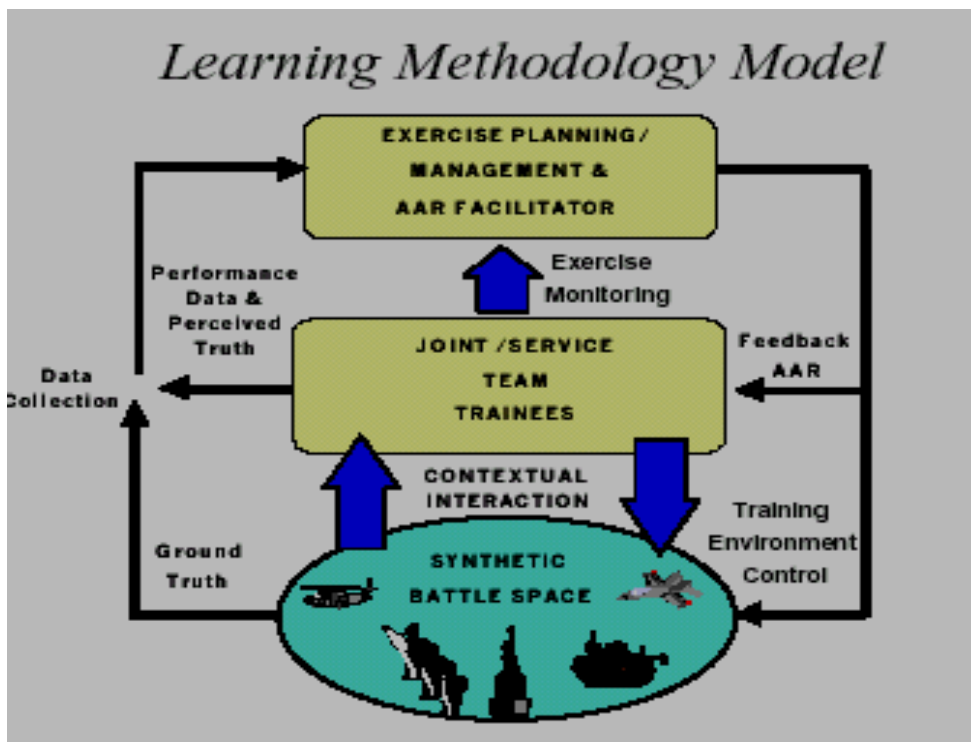 Learning Methodology Model
EXERCISE PLANNING/
MANAGEMENT &
AAR FACILITATOR
Exercise
Monitoring
Performance
Data &
Perceived
Truth
JOINT /SERVICE
TEAM
TRAINEES
Feedback
AAR
Data
Collection
CONTEXTUAL
INTERACTION
Training
Environment
Control
Ground
Truth
SYNTHETIC
BATTLE SPACE